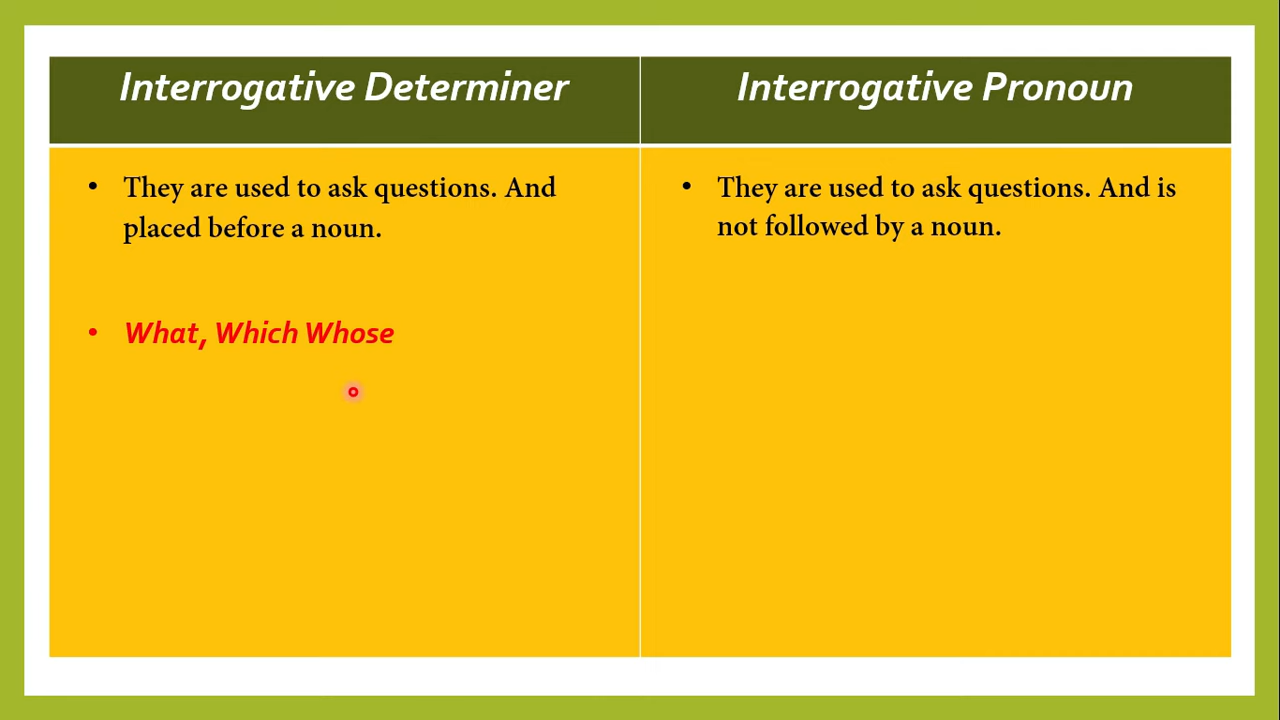 Interrogative Determiner
Interrogative Pronoun
• They are used to ask questions. And
placed before a noun.
• What, Which Whose
• They are used to ask questions. And is
not followed by a noun.